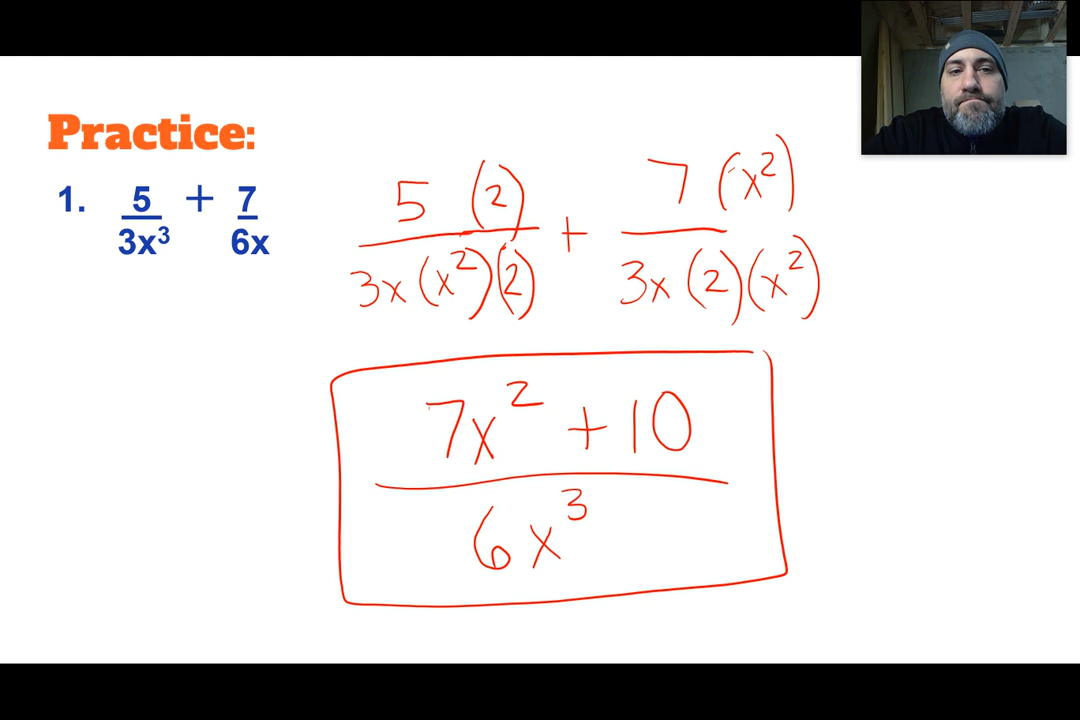 Practice:
1. 5/3x³ + 7/6x
5 (2)/3x (x²)(2) + 7 (x²)/3x (2)(x²)
7x² + 10
6x³